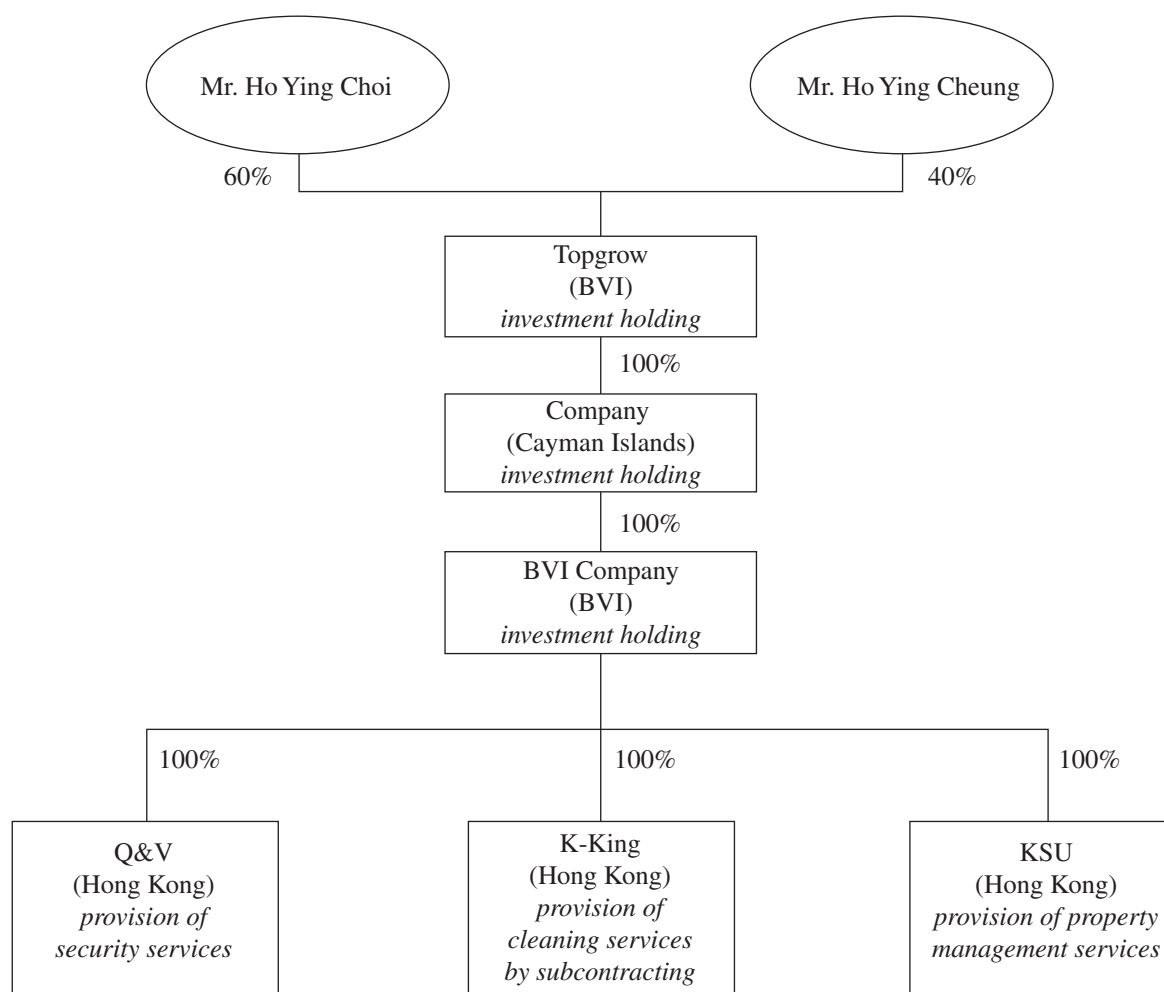 Mr. Ho Ying Choi
Mr. Ho Ying Cheung
60%
40%
Topgrow
(BVI)
investment holding
100%
Company
(Cayman Islands)
investment holding
100%
BVI Company
(BVI)
investment holding
100%
100%
100%
Q&V
(Hong Kong)
provision of
security services
K-King
(Hong Kong)
provision of
cleaning services
by subcontracting
KSU
(Hong Kong)
provision of property
management services